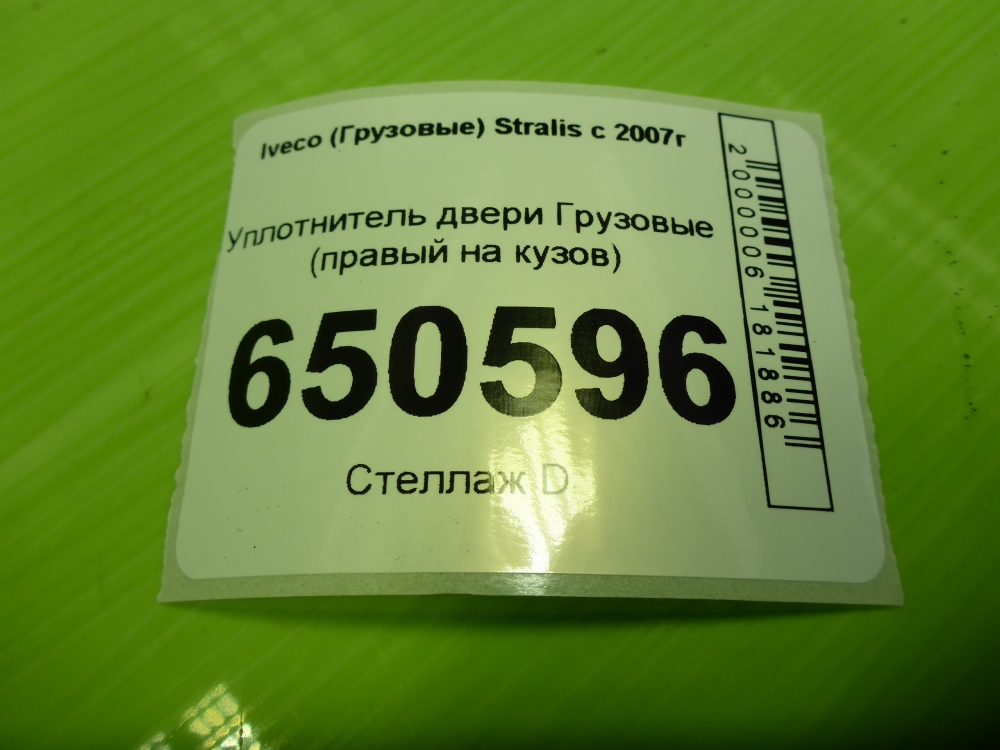 Iveco (Грузовые) Stralis с 2007г
Уплотнитель двери Грузовые
(правый на кузов)
650596
Стеллаж D
2000006181886